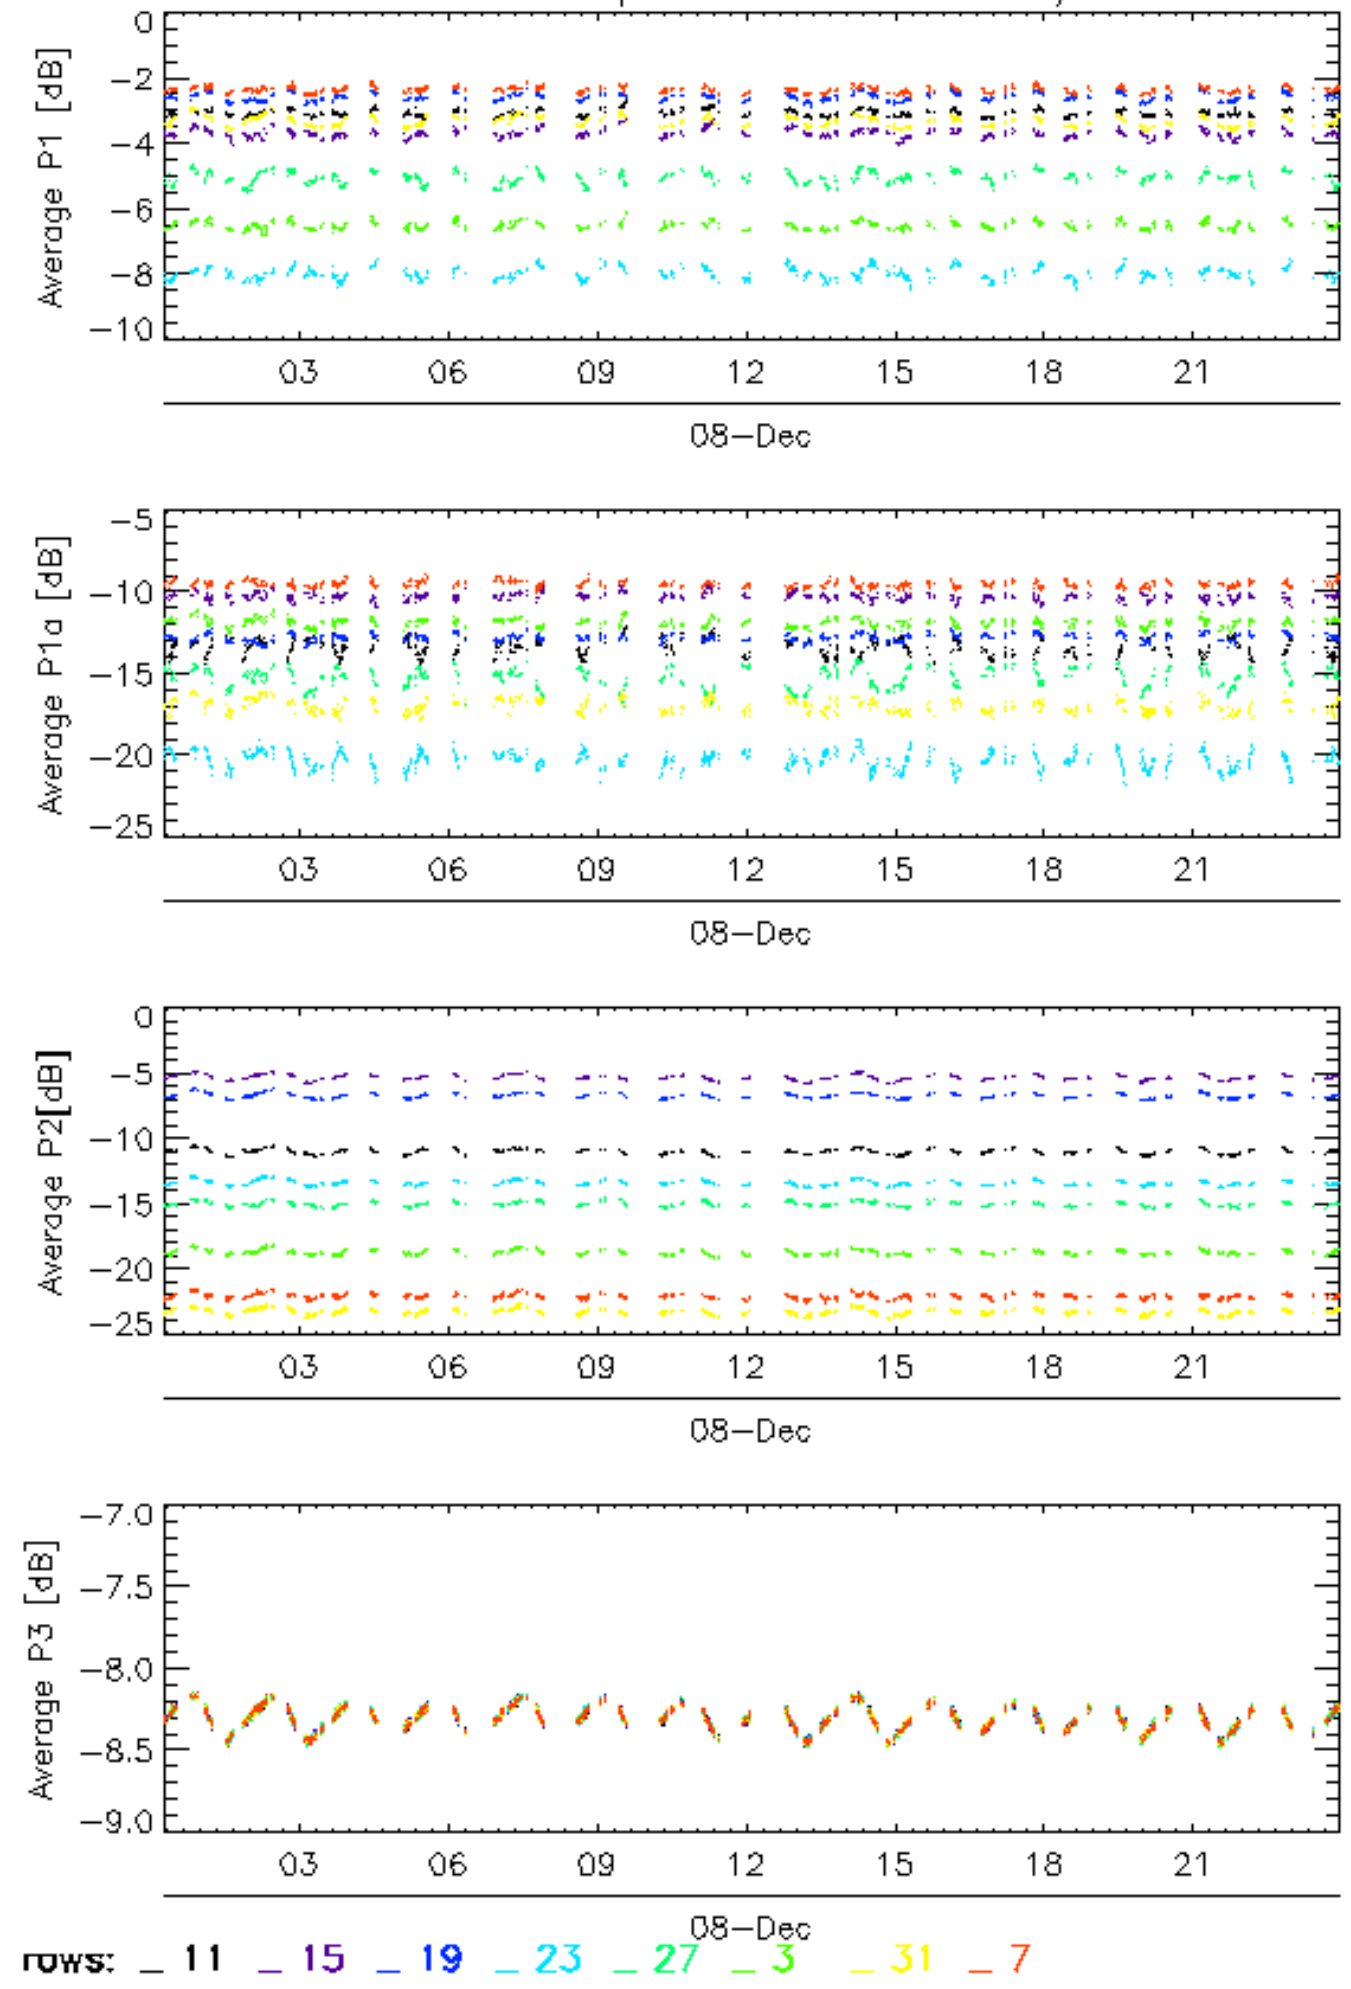 Average P1 [dB]
0
−2
−4
−6
−8
−10
03 06 09 12 15 18 21
08−Dec
Average P1a [dB]
−5
−10
−15
−20
−25
03 06 09 12 15 18 21
08−Dec
Average P2[dB]
0
−5
−10
−15
−20
−25
03 06 09 12 15 18 21
08−Dec
Average P3 [dB]
−7.0
−7.5
−8.0
−8.5
−9.0
03 06 09 12 15 18 21
08−Dec
rows: _ 11 _ 15 _ 19 _ 23 _ 27 _ 3 _ 31 _ 7